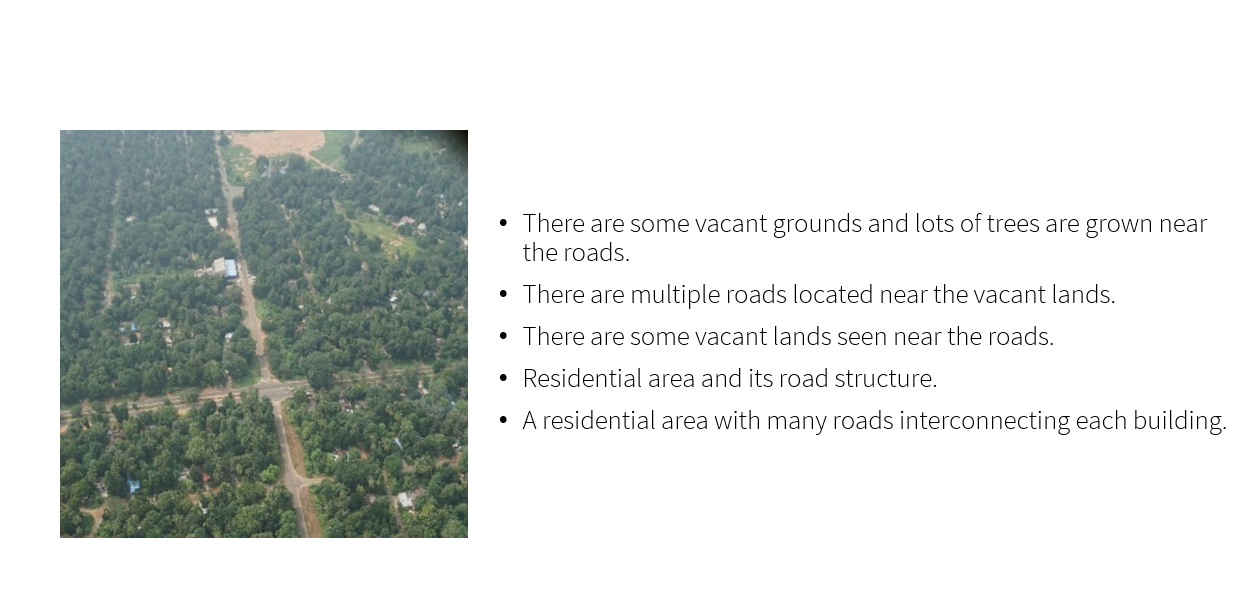 • There are some vacant grounds and lots of trees are grown near
the roads.
• There are multiple roads located near the vacant lands.
• There are some vacant lands seen near the roads.
• Residential area and its road structure.
• A residential area with many roads interconnecting each building.